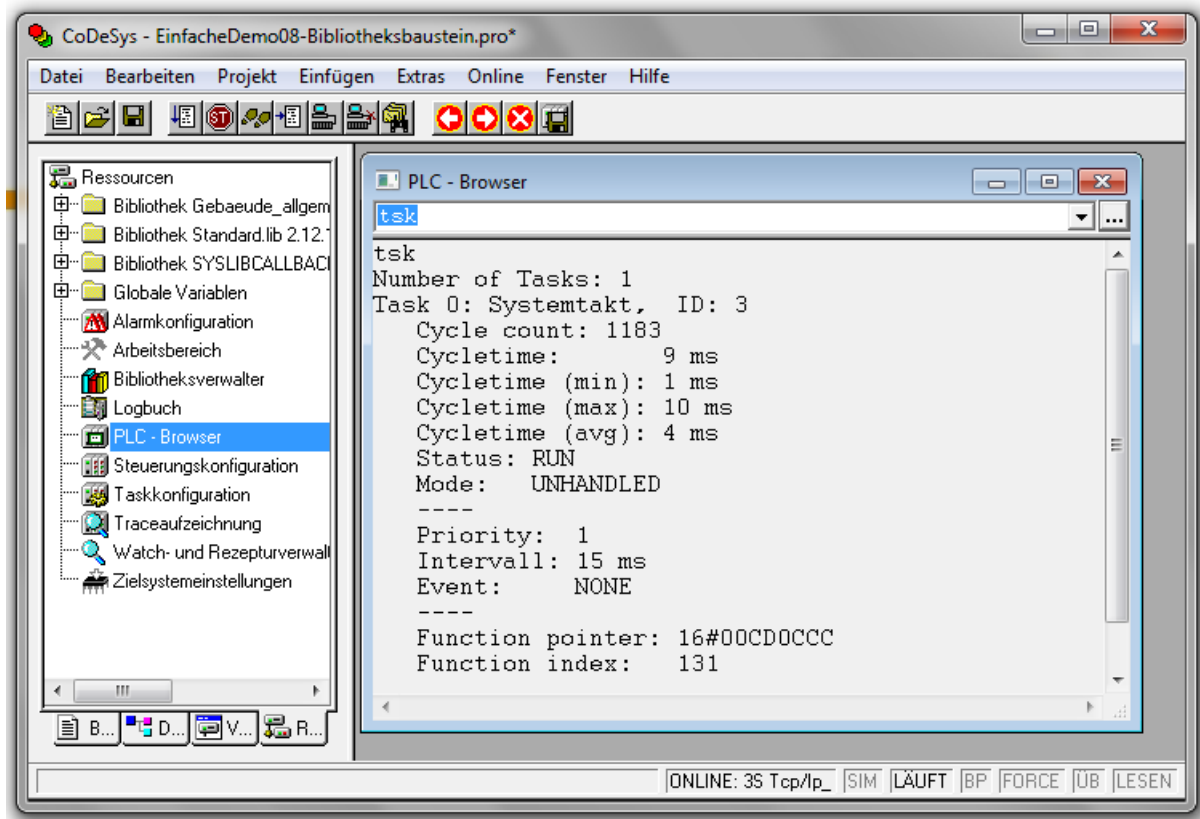 CoDeSys - EinfacheDemo08-Bibliotheksbaustein.pro*
Datei Bearbeiten Projekt Einfügen Extras Online Fenster Hilfe
ST
Ressourcen
Bibliothek Gebaeude_allgem
Bibliothek Standard.lib 2.12.1
Bibliothek SYSLIBCALLBACK
Globale Variablen
Alarmkonfiguration
Arbeitsbereich
Bibliotheksverwalter
Logbuch
PLC - Browser
Steuerungskonfiguration
Taskkonfiguration
Traceaufzeichnung
Watch- und Rezepturverwalt
Zielsystemeinstellungen
B... D... V... R...
PLC - Browser
tsk
...
tsk
Number of Tasks: 1
Task 0: Systemtakt, ID: 3
Cycle count: 1183
Cycletime: 9 ms
Cycletime (min): 1 ms
Cycletime (max): 10 ms
Cycletime (avg): 4 ms
Status: RUN
Mode: UNHANDLED
----
Priority: 1
Intervall: 15 ms
Event: NONE
----
Function pointer: 16#00CD0CCC
Function index: 131
ONLINE: 3S Tcp/Ip_ SIM LÄUFT BP FORCE ÜB LESEN